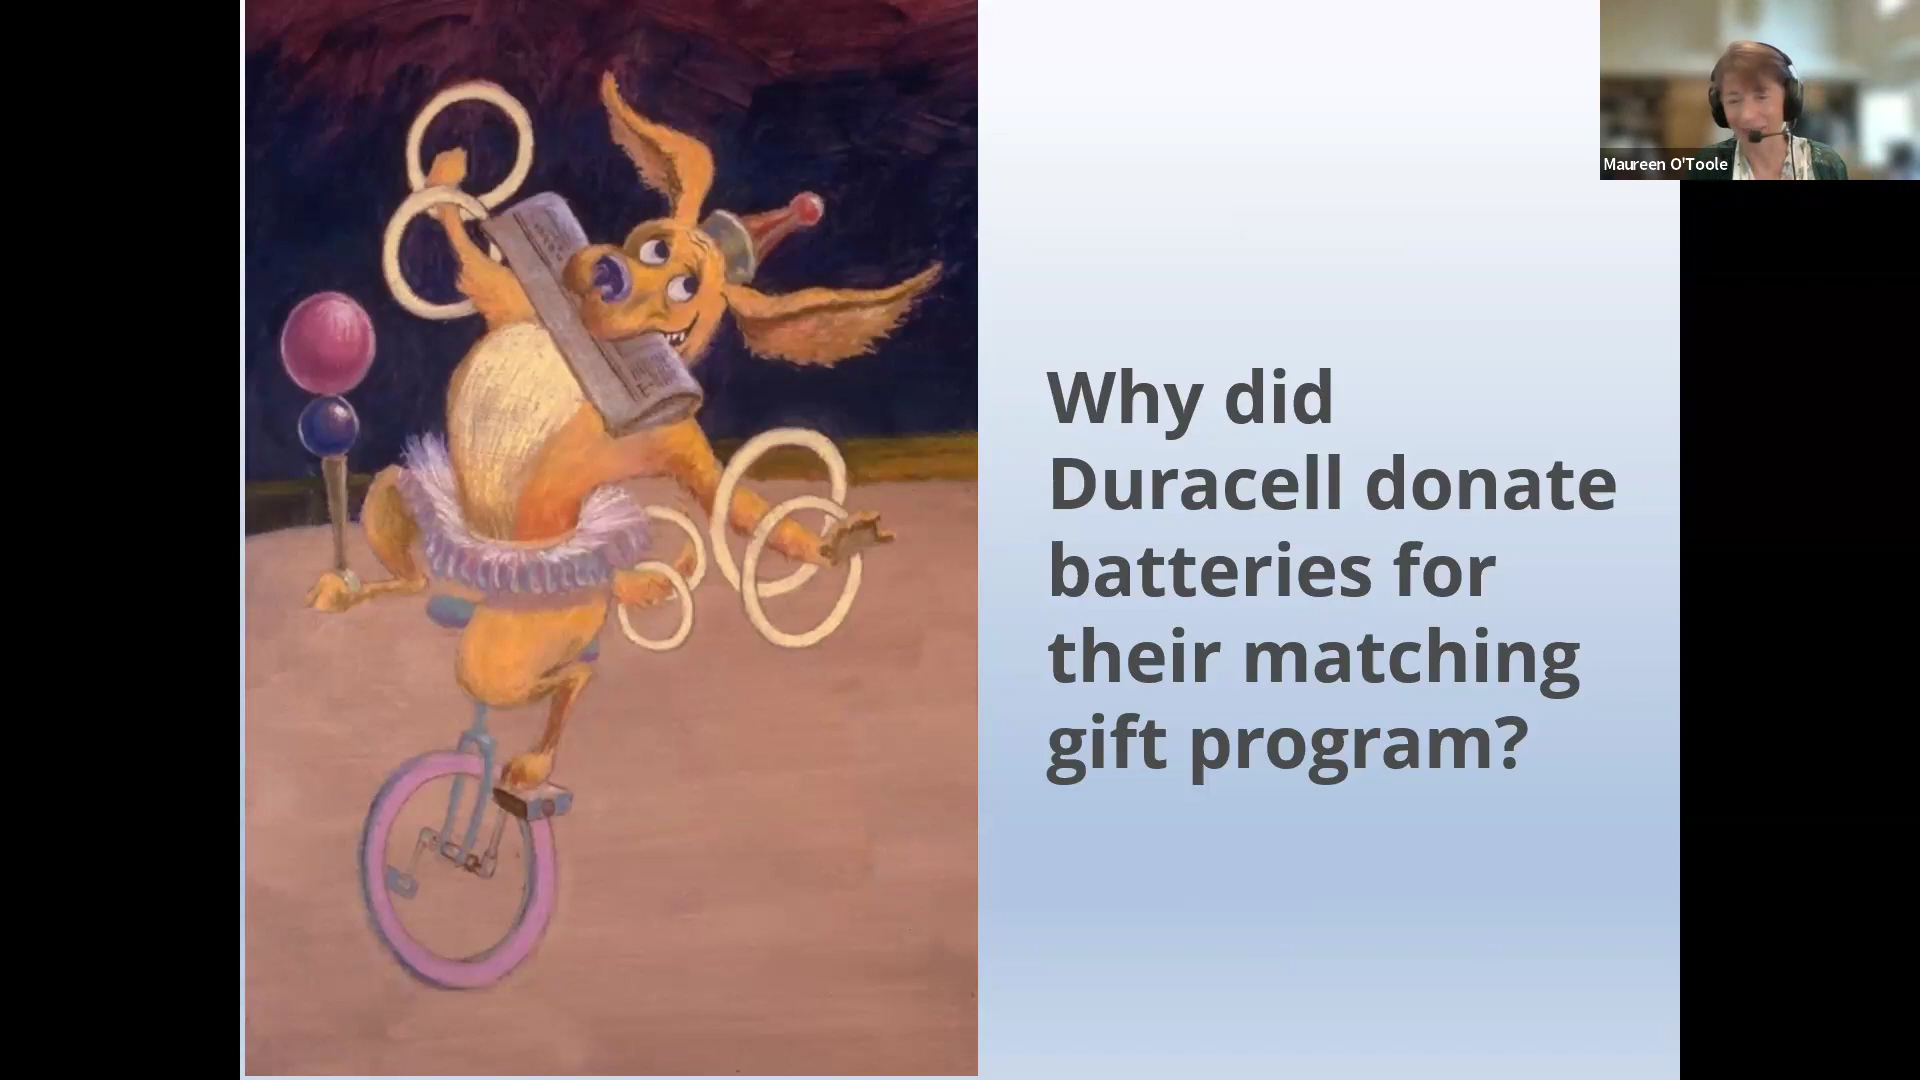 Maureen O'Toole
Why did
Duracell donate
batteries for
their matching
gift program?